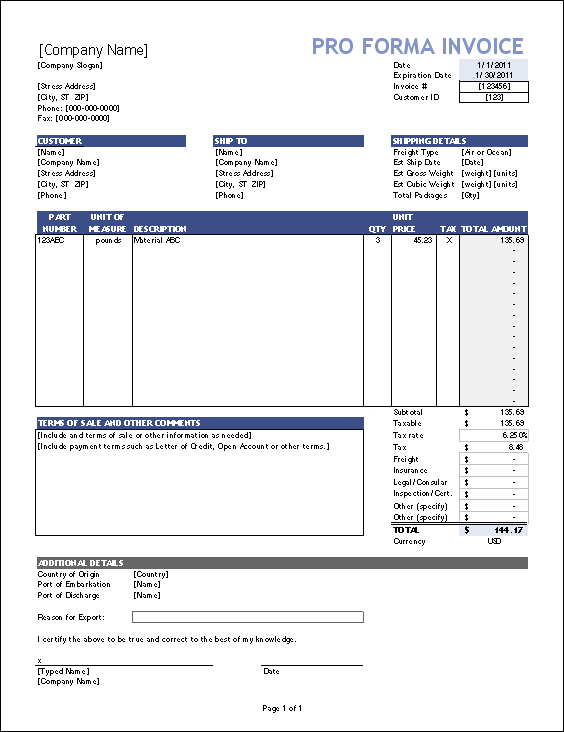 [Company Name]
PRO FORMA INVOICE
[Company Slogan]
Date 1/1/2011
Expiration Date 1/30/2011
[Stress Address]
Invoice # [123456]
[City, ST ZIP]
Customer ID [123]
Phone: [000-000-0000]
Fax: [000-000-0000]
CUSTOMER SHIP TO SHIPPING DETAILS
[Name] [Name] Freight Type [Air or Ocean]
[Company Name] [Company Name] Est Ship Date [Date]
[Stress Address] [Stress Address] Est Gross Weight [weight] [units]
[City, ST ZIP] [City, ST ZIP] Est Cubic Weight [weight] [units]
[Phone] [Phone] Total Packages [Qty]
PART UNIT OF UNIT
NUMBER MEASURE DESCRIPTION QTY PRICE TAX TOTAL AMOUNT
123ABC pounds Material ABC 3 45.23 X 135.69
-
-
-
-
-
-
-
-
-
-
-
-
-
-
Subtotal $ 135.69
TERMS OF SALE AND OTHER COMMENTS Taxable $ 135.69
[Include and terms of sale or other information as needed] Tax rate 6.250%
[Include payment terms such as Letter of Credit, Open Account or other terms.] Tax $ 8.48
Freight $ -
Insurance $ -
Legal/Consular $ -
Inspection/Cert. $ -
Other (specify) $ -
Other (specify) $ -
TOTAL $ 144.17
Currency USD
ADDITIONAL DETAILS
Country of Origin [Country]
Port of Embarkation [Name]
Port of Discharge [Name]
Reason for Export:
I certify the above to be true and correct to the best of my knowledge.
x
[Typed Name] Date
[Company Name]
Page 1 of 1